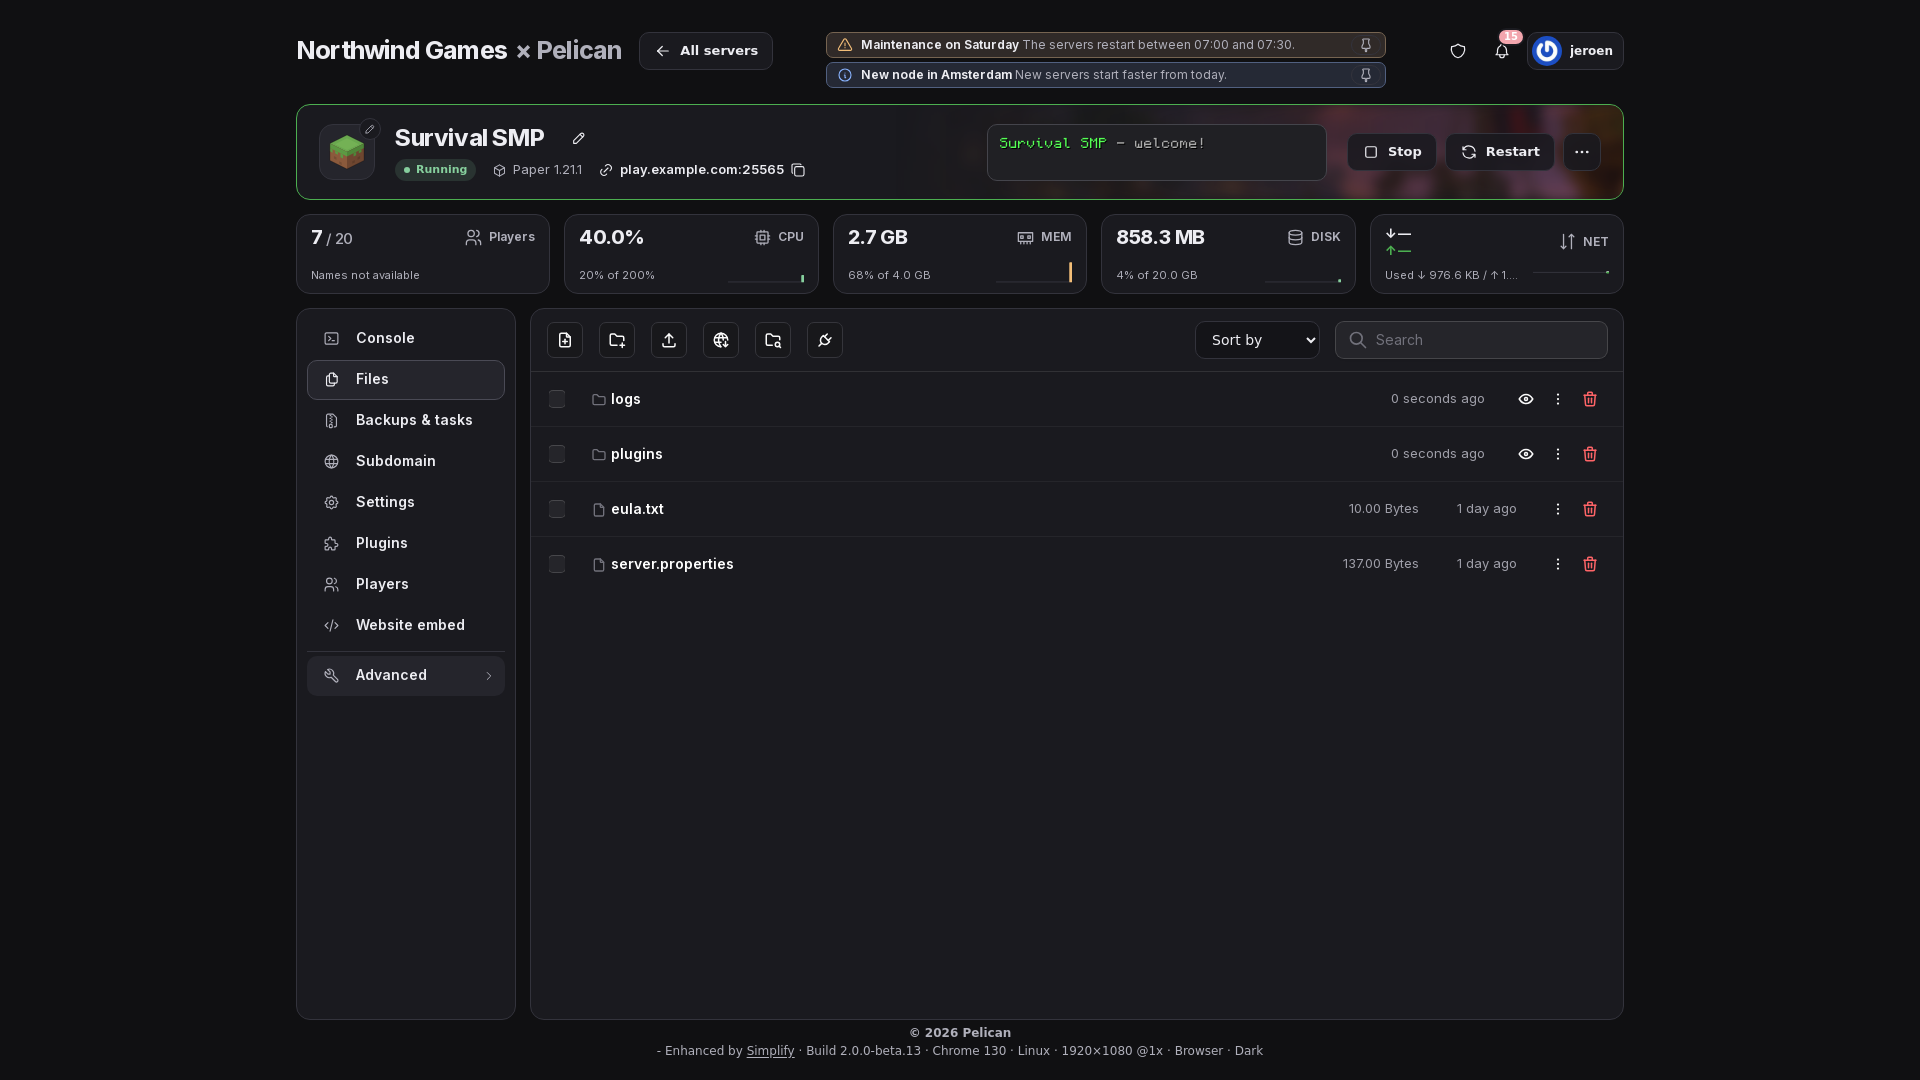 Northwind Games × Pelican
All servers
Maintenance on Saturday The servers restart between 07:00 and 07:30.
New node in Amsterdam New servers start faster from today.
15
jeroen
Survival SMP
Running
Paper 1.21.1
play.example.com:25565
Survival SMP – welcome!
Stop
Restart
7 / 20
Players
Names not available
40.0%
CPU
20% of 200%
2.7 GB
MEM
68% of 4.0 GB
858.3 MB
DISK
4% of 20.0 GB
↓—
↑—
NET
Used ↓ 976.6 KB / ↑ 1....
Console
Files
Backups & tasks
Subdomain
Settings
Plugins
Players
Website embed
Advanced
Sort by
Search
logs
0 seconds ago
plugins
0 seconds ago
eula.txt
10.00 Bytes
1 day ago
server.properties
137.00 Bytes
1 day ago
© 2026 Pelican
- Enhanced by Simplify · Build 2.0.0-beta.13 · Chrome 130 · Linux · 1920×1080 @1x · Browser · Dark